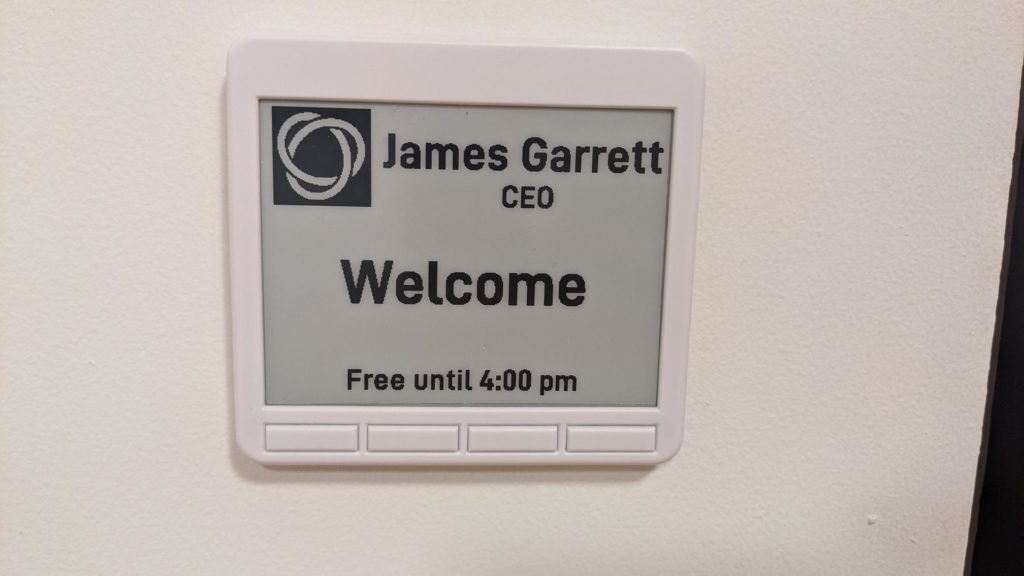 James Garrett
CEO
Welcome
Free until 4:00 pm